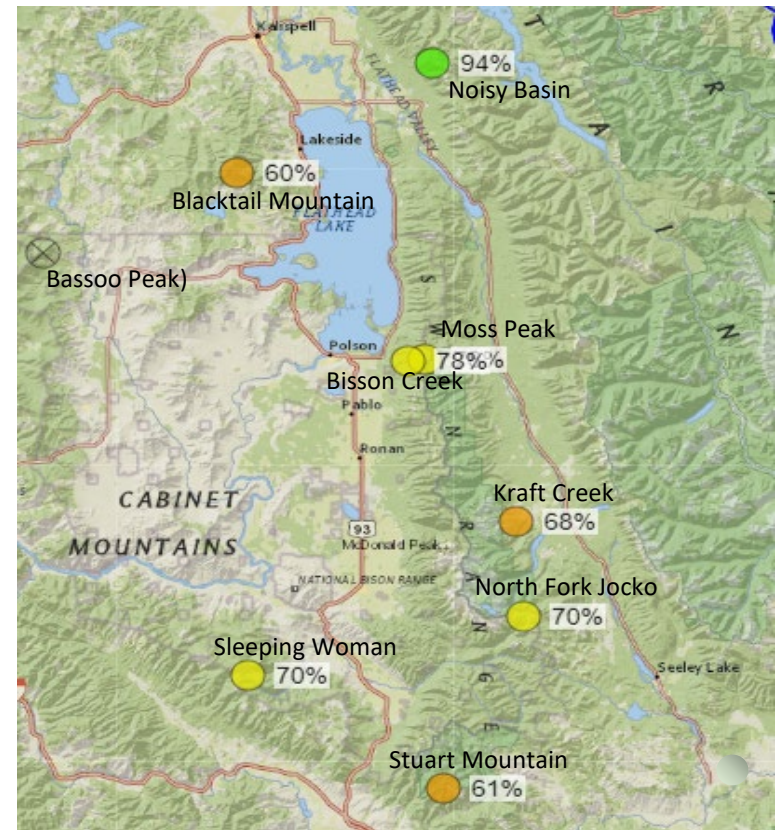 Kalispell
94%
Noisy Basin
FLATHEAD VALLEY
Lakeside
60%
Blacktail Mountain
FLATHEAD
LAKE
Bassoo Peak)
Moss Peak
Polson
78%
Bisson Creek
Pablo
Ronan
Kraft Creek
68%
CABINET
MOUNTAINS
93
McDonald Peak
NATIONAL BISON RANGE
North Fork Jocko
70%
Sleeping Woman
70%
Seeley Lake
Stuart Mountain
61%
S W
N R A N G E
T R A I N